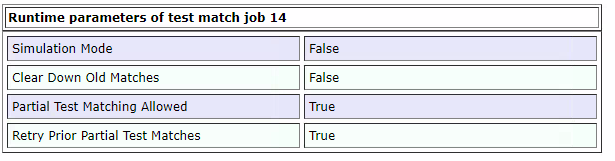 Runtime parameters of test match job 14
Simulation Mode False
Clear Down Old Matches False
Partial Test Matching Allowed True
Retry Prior Partial Test Matches True